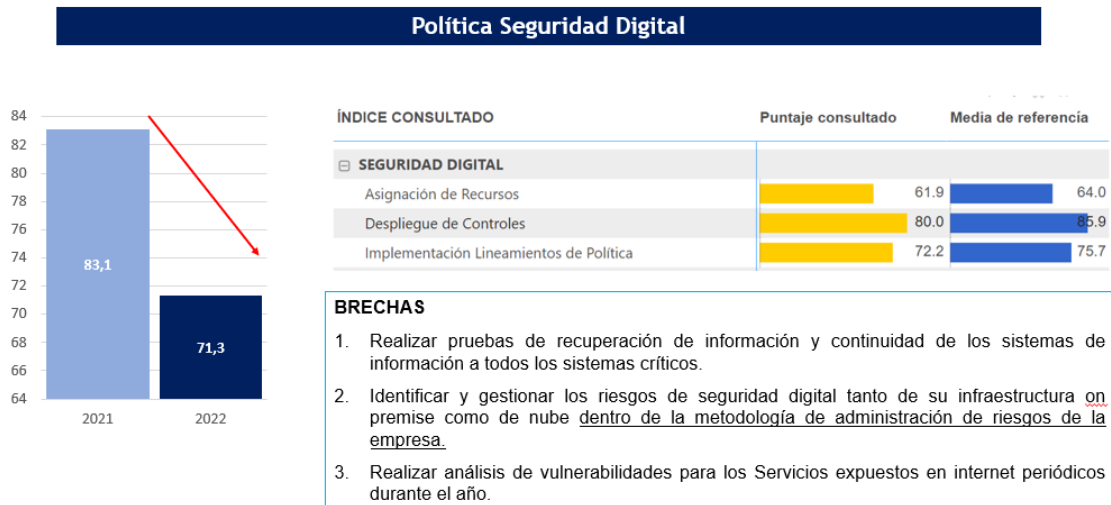 Política Seguridad Digital
84
82
80
78
76
74
72
70
68
66
64
83,1
71,3
2021
2022
ÍNDICE CONSULTADO Puntaje consultado Media de referencia
SEGURIDAD DIGITAL
Asignación de Recursos 61.9 64.0
Despliegue de Controles 80.0 85.9
Implementación Lineamientos de Política 72.2 75.7
BRECHAS
1. Realizar pruebas de recuperación de información y continuidad de los sistemas de
información a todos los sistemas críticos.
2. Identificar y gestionar los riesgos de seguridad digital tanto de su infraestructura on
premise como de nube dentro de la metodología de administración de riesgos de la
empresa.
3. Realizar análisis de vulnerabilidades para los Servicios expuestos en internet periódicos
durante el año.